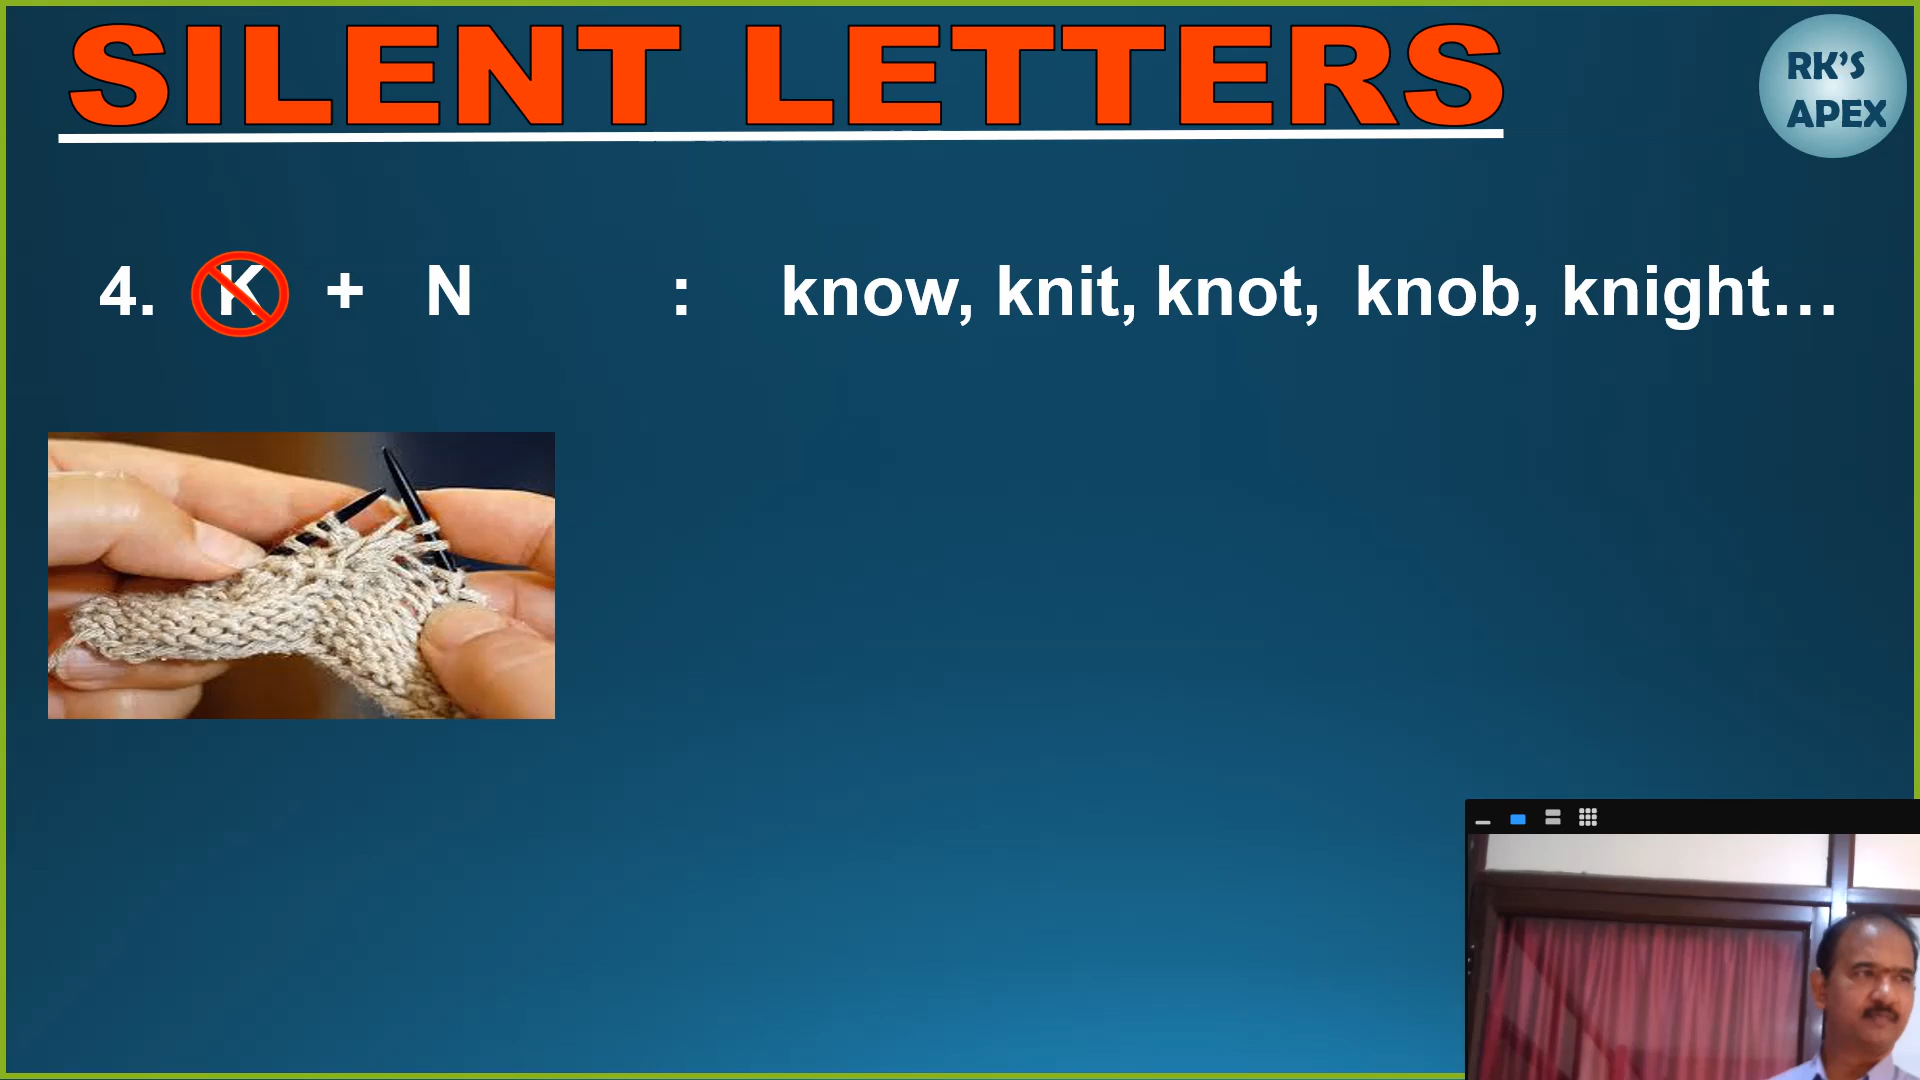 SILENT LETTERS
RK'S
APEX
4. K + N : know, knit, knot, knob, knight...